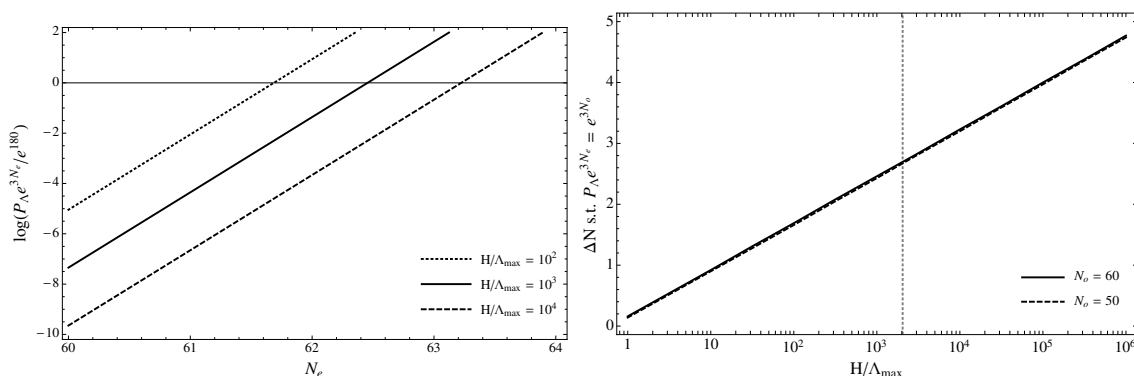 log(P_Λ e^{3N_e}/e^{180})
2
0
−2
−4
−6
−8
−10
H/Λ_max = 10^2
H/Λ_max = 10^3
H/Λ_max = 10^4
60 61 62 63 64
N_e
ΔN s.t. P_Λ e^{3N_e} = e^{3N_o}
5
4
3
2
1
0
N_o = 60
N_o = 50
1 10 10^2 10^3 10^4 10^5 10^6
H/Λ_max